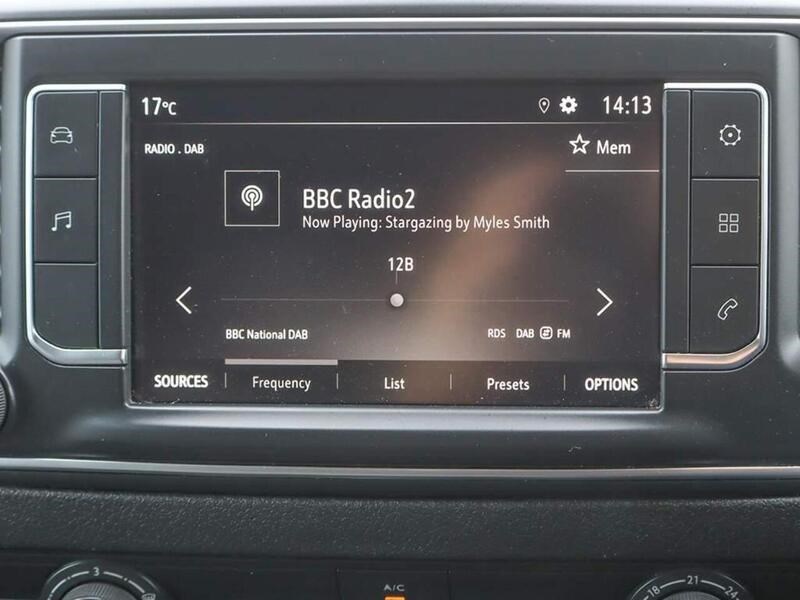 17°C
14:13
RADIO . DAB
Mem
BBC Radio2
Now Playing: Stargazing by Myles Smith
12B
BBC National DAB
RDS DAB FM
SOURCES Frequency List Presets OPTIONS
3
A/C
18 21 24